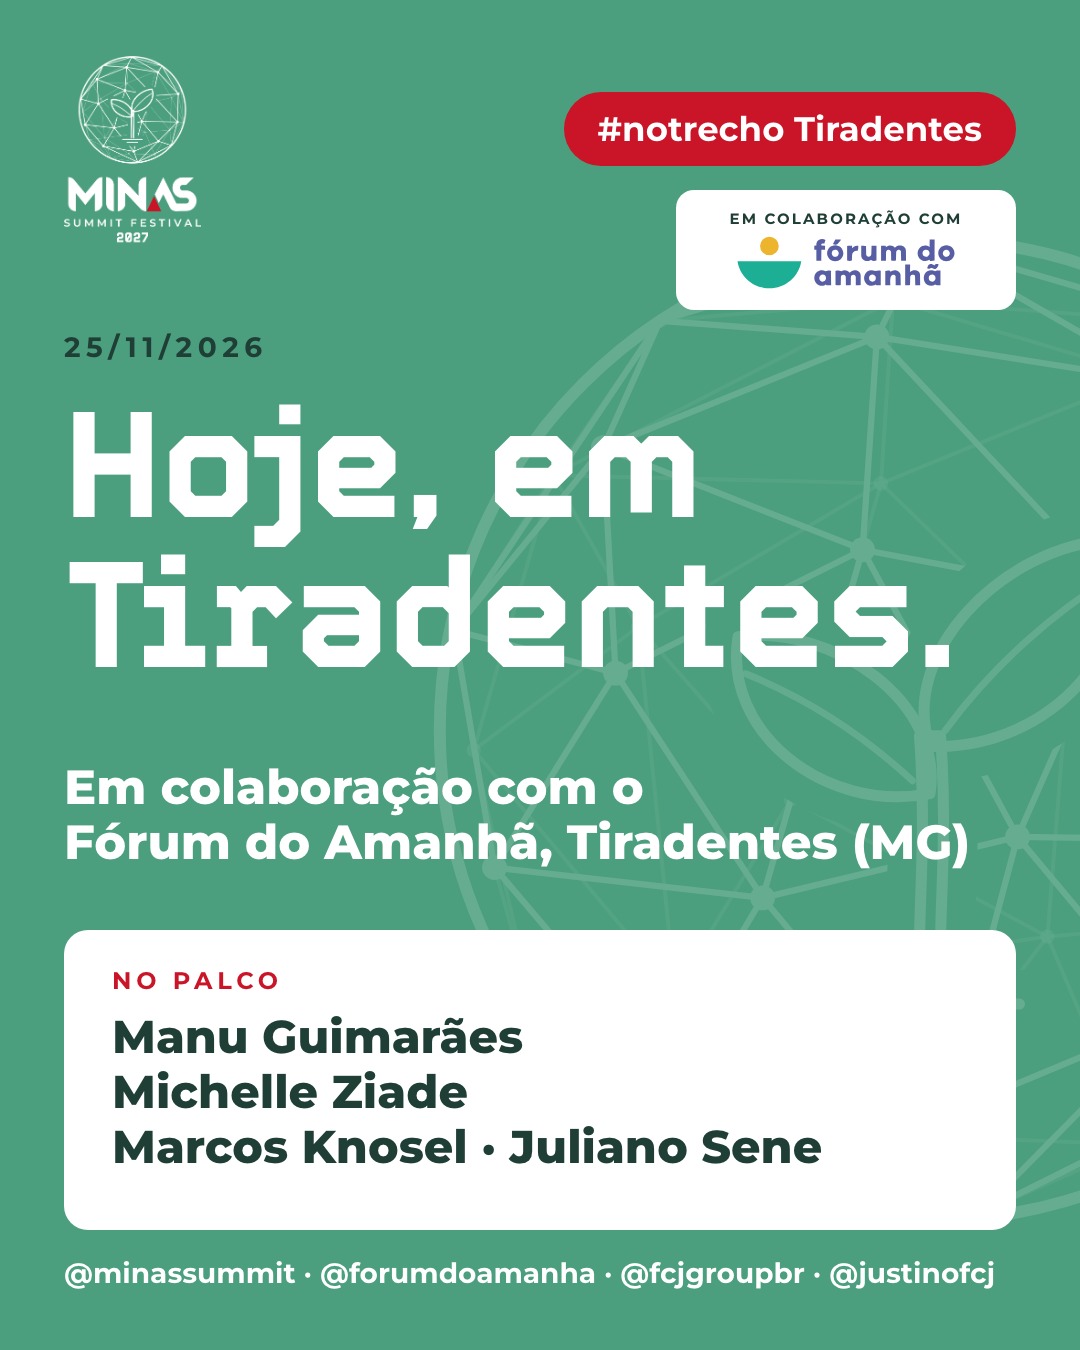 MINAS
SUMMIT FESTIVAL
2027
#notrecho Tiradentes
EM COLABORAÇÃO COM
fórum do
amanhã
25/11/2026
Hoje, em
Tiradentes.
Em colaboração com o
Fórum do Amanhã, Tiradentes (MG)
NO PALCO
Manu Guimarães
Michelle Ziade
Marcos Knosel · Juliano Sene
@minassummit · @forumdoamanha · @fcjgroupbr · @justinofcj